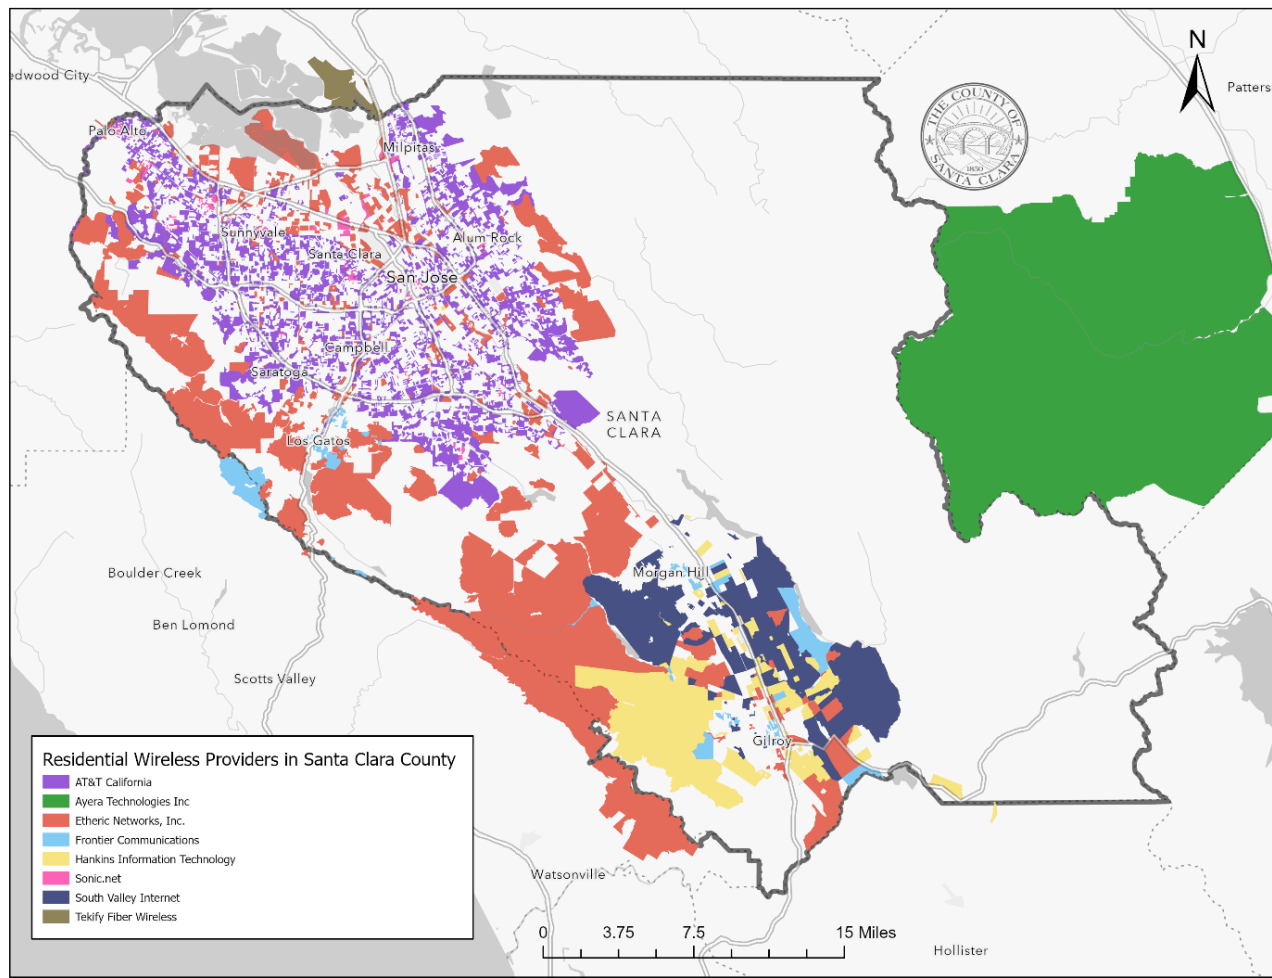 N
edwood City
Patters
THE COUNTY OF
SANTA CLARA
1850
Palo Alto
Milpitas
Sunnyvale
Alum Rock
Santa Clara
San Jose
Campbell
Saratoga
SANTA
CLARA
Los Gatos
Boulder Creek
Morgan Hill
Ben Lomond
Scotts Valley
Gilroy
Residential Wireless Providers in Santa Clara County
AT&T California
Ayera Technologies Inc
Etheric Networks, Inc.
Frontier Communications
Hankins Information Technology
Sonic.net
South Valley Internet
Tekify Fiber Wireless
Watsonville
0 3.75 7.5 15 Miles
Hollister